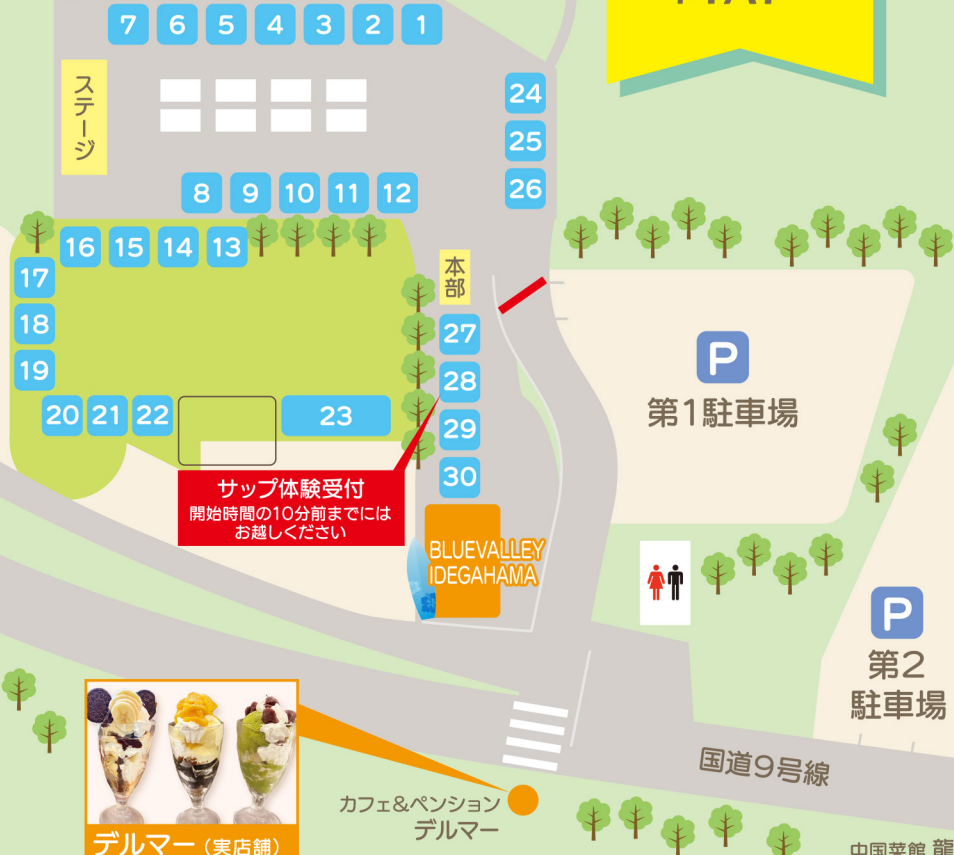 7 6 5 4 3 2 1
ステージ
24
25
26
8 9 10 11 12
16 15 14 13
17
18
19
20 21 22
23
本部
27
28
29
30
P
第1駐車場
サップ体験受付
開始時間の10分前までには
お越しください
BLUEVALLEY
IDEGAHAMA
P
第2
駐車場
国道9号線
カフェ&ペンション
デルマー
デルマー(実店舗)
中国菜館 龍